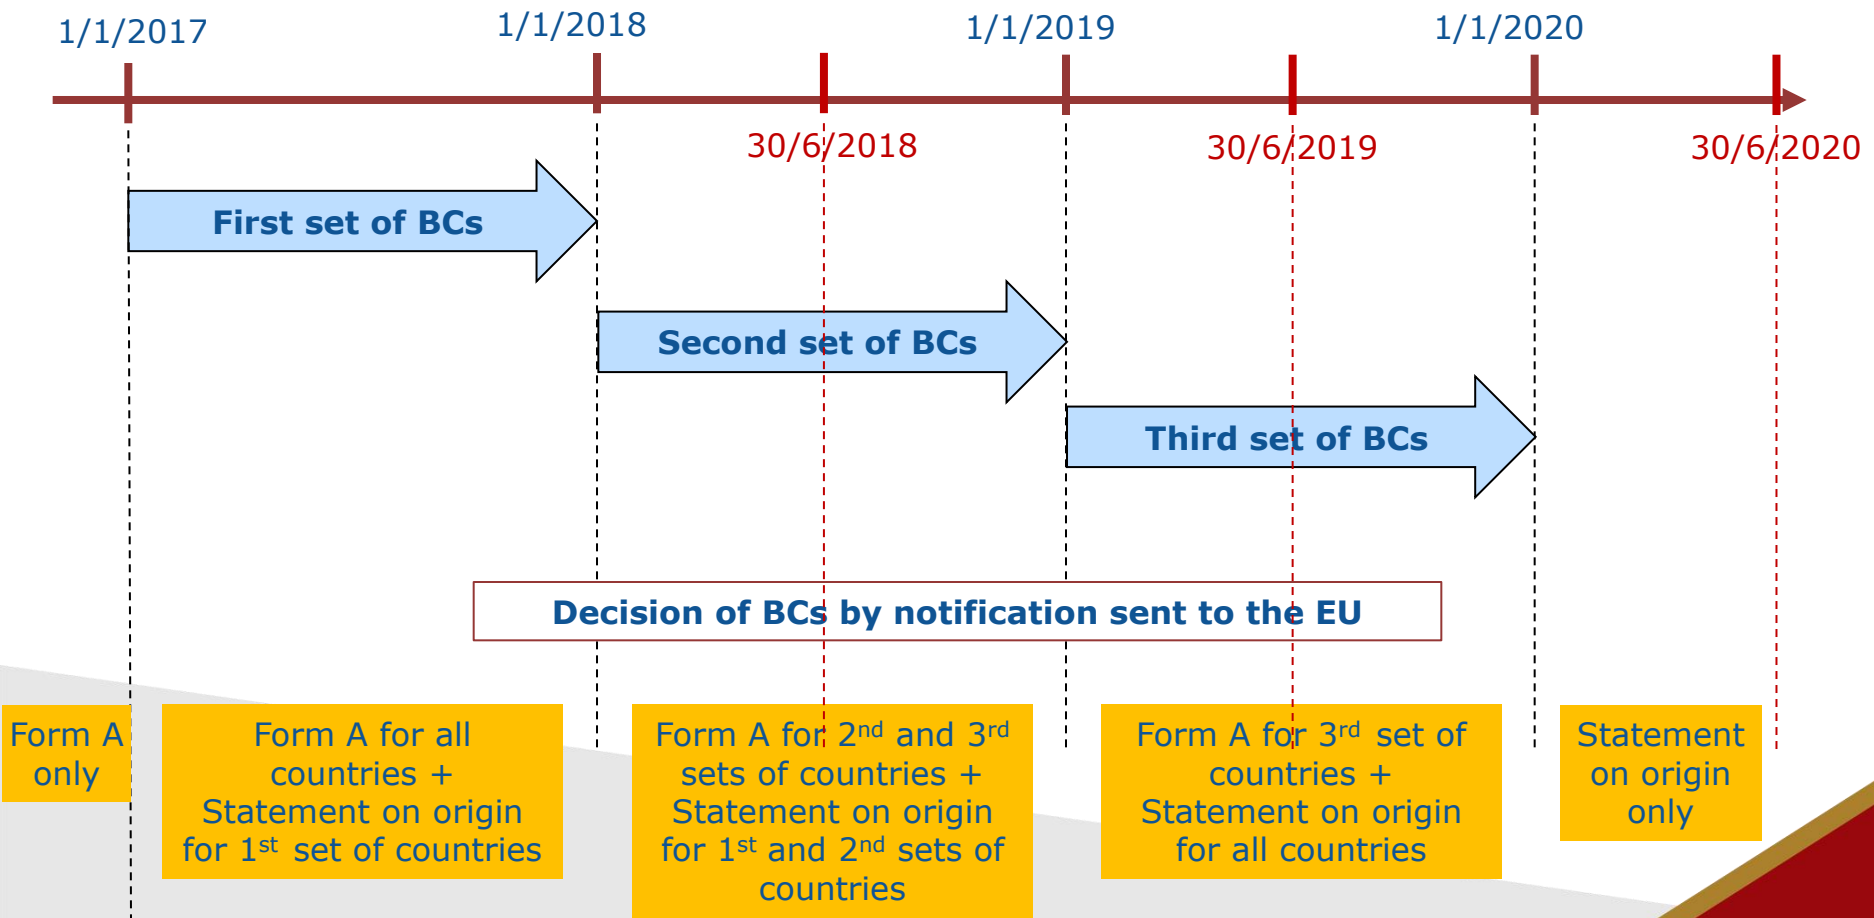 1/1/2017
1/1/2018
1/1/2019
1/1/2020
30/6/2018
30/6/2019
30/6/2020
First set of BCs
Second set of BCs
Third set of BCs
Decision of BCs by notification sent to the EU
Form A
only
Form A for all
countries +
Statement on origin
for 1st set of countries
Form A for 2nd and 3rd
sets of countries +
Statement on origin
for 1st and 2nd sets of
countries
Form A for 3rd set of
countries +
Statement on origin
for all countries
Statement
on origin
only